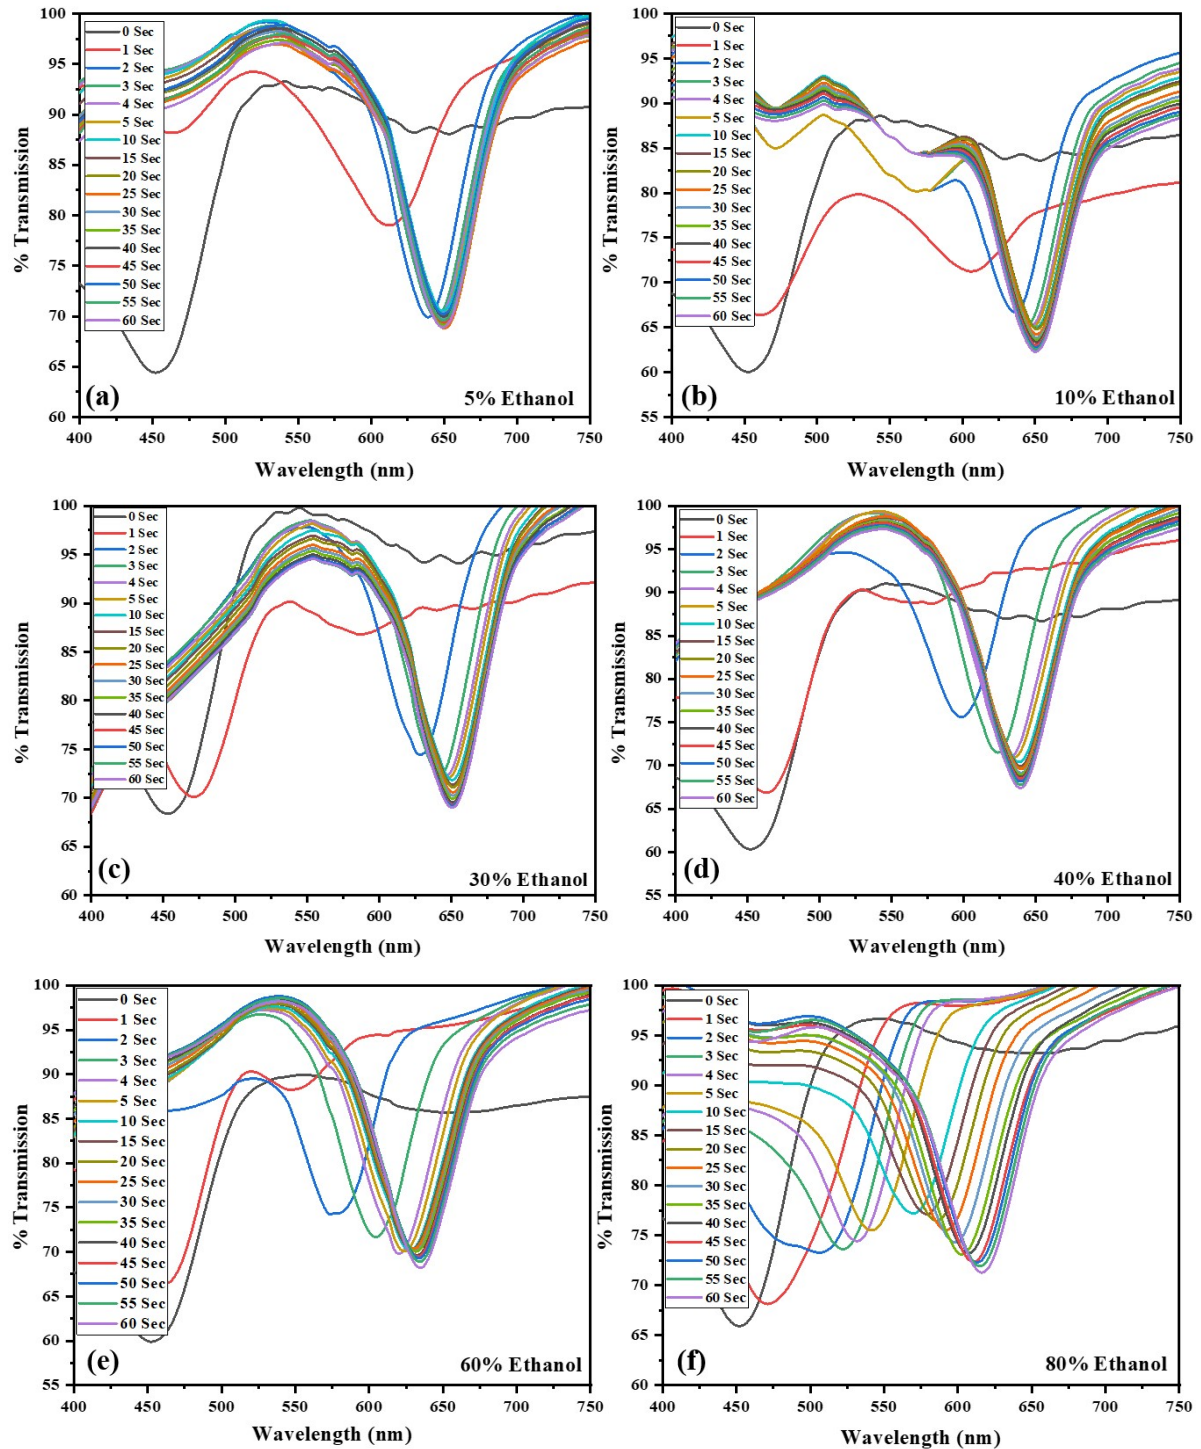 100
95
90
85
80
75
70
65
60
% Transmission
0 Sec
1 Sec
2 Sec
3 Sec
4 Sec
5 Sec
10 Sec
15 Sec
20 Sec
25 Sec
30 Sec
35 Sec
40 Sec
45 Sec
50 Sec
55 Sec
60 Sec
(a)
5% Ethanol
400 450 500 550 600 650 700 750
Wavelength (nm)
100
95
90
85
80
75
70
65
60
55
% Transmission
0 Sec
1 Sec
2 Sec
3 Sec
4 Sec
5 Sec
10 Sec
15 Sec
20 Sec
25 Sec
30 Sec
35 Sec
40 Sec
45 Sec
50 Sec
55 Sec
60 Sec
(b)
10% Ethanol
400 450 500 550 600 650 700 750
Wavelength (nm)
100
95
90
85
80
75
70
65
60
% Transmission
0 Sec
1 Sec
2 Sec
3 Sec
4 Sec
5 Sec
10 Sec
15 Sec
20 Sec
25 Sec
30 Sec
35 Sec
40 Sec
45 Sec
50 Sec
55 Sec
60 Sec
(c)
30% Ethanol
400 450 500 550 600 650 700 750
Wavelength (nm)
100
95
90
85
80
75
70
65
60
55
% Transmission
0 Sec
1 Sec
2 Sec
3 Sec
4 Sec
5 Sec
10 Sec
15 Sec
20 Sec
25 Sec
30 Sec
35 Sec
40 Sec
45 Sec
50 Sec
55 Sec
60 Sec
(d)
40% Ethanol
400 450 500 550 600 650 700 750
Wavelength (nm)
100
95
90
85
80
75
70
65
60
55
% Transmission
0 Sec
1 Sec
2 Sec
3 Sec
4 Sec
5 Sec
10 Sec
15 Sec
20 Sec
25 Sec
30 Sec
35 Sec
40 Sec
45 Sec
50 Sec
55 Sec
60 Sec
(e)
60% Ethanol
400 450 500 550 600 650 700 750
Wavelength (nm)
100
95
90
85
80
75
70
65
60
% Transmission
0 Sec
1 Sec
2 Sec
3 Sec
4 Sec
5 Sec
10 Sec
15 Sec
20 Sec
25 Sec
30 Sec
35 Sec
40 Sec
45 Sec
50 Sec
55 Sec
60 Sec
(f)
80% Ethanol
400 450 500 550 600 650 700 750
Wavelength (nm)